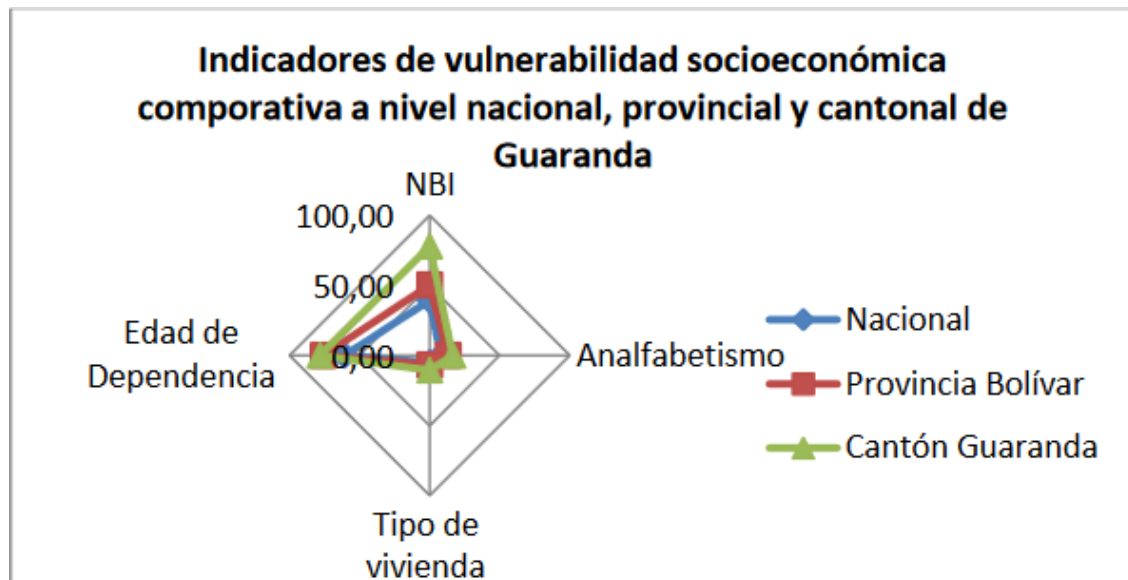 Indicadores de vulnerabilidad socioeconómica
comporativa a nivel nacional, provincial y cantonal de
Guaranda
NBI
100,00
50,00
0,00
Edad de
Dependencia
Analfabetismo
Tipo de
vivienda
Nacional
Provincia Bolívar
Cantón Guaranda